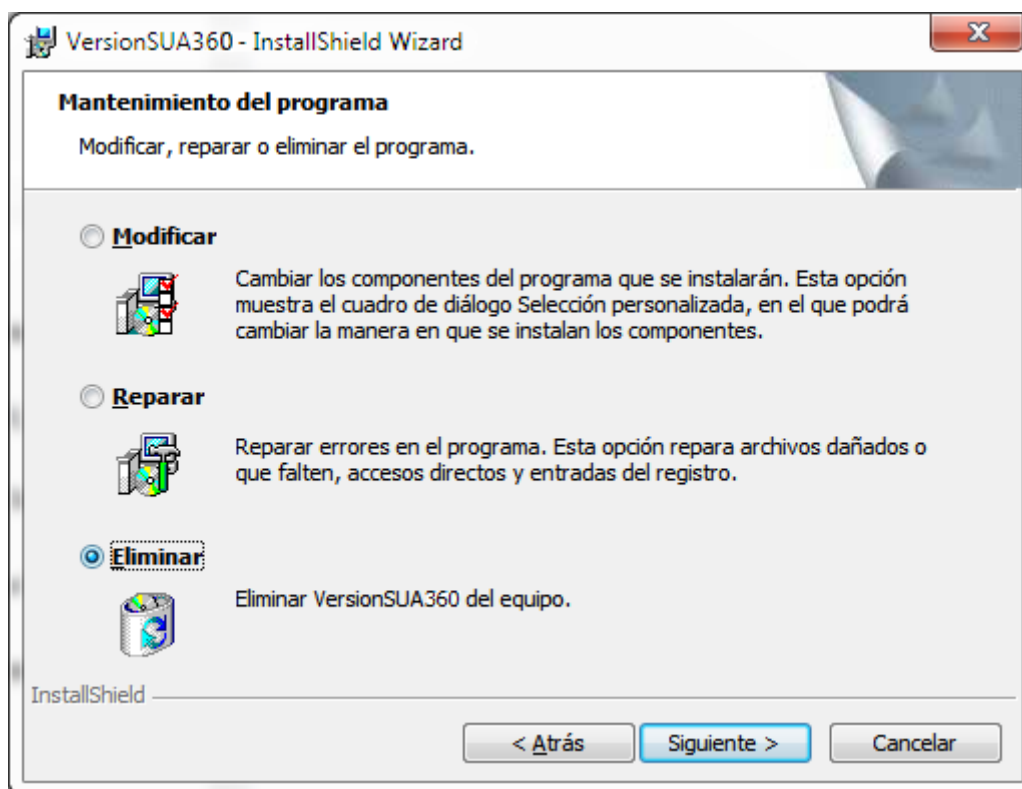 VersionSUA360 - InstallShield Wizard
Mantenimiento del programa
Modificar, reparar o eliminar el programa.
Modificar
Cambiar los componentes del programa que se instalarán. Esta opción
muestra el cuadro de diálogo Selección personalizada, en el que podrá
cambiar la manera en que se instalan los componentes.
Reparar
Reparar errores en el programa. Esta opción repara archivos dañados o
que falten, accesos directos y entradas del registro.
Eliminar
Eliminar VersionSUA360 del equipo.
InstallShield
< Atrás Siguiente > Cancelar